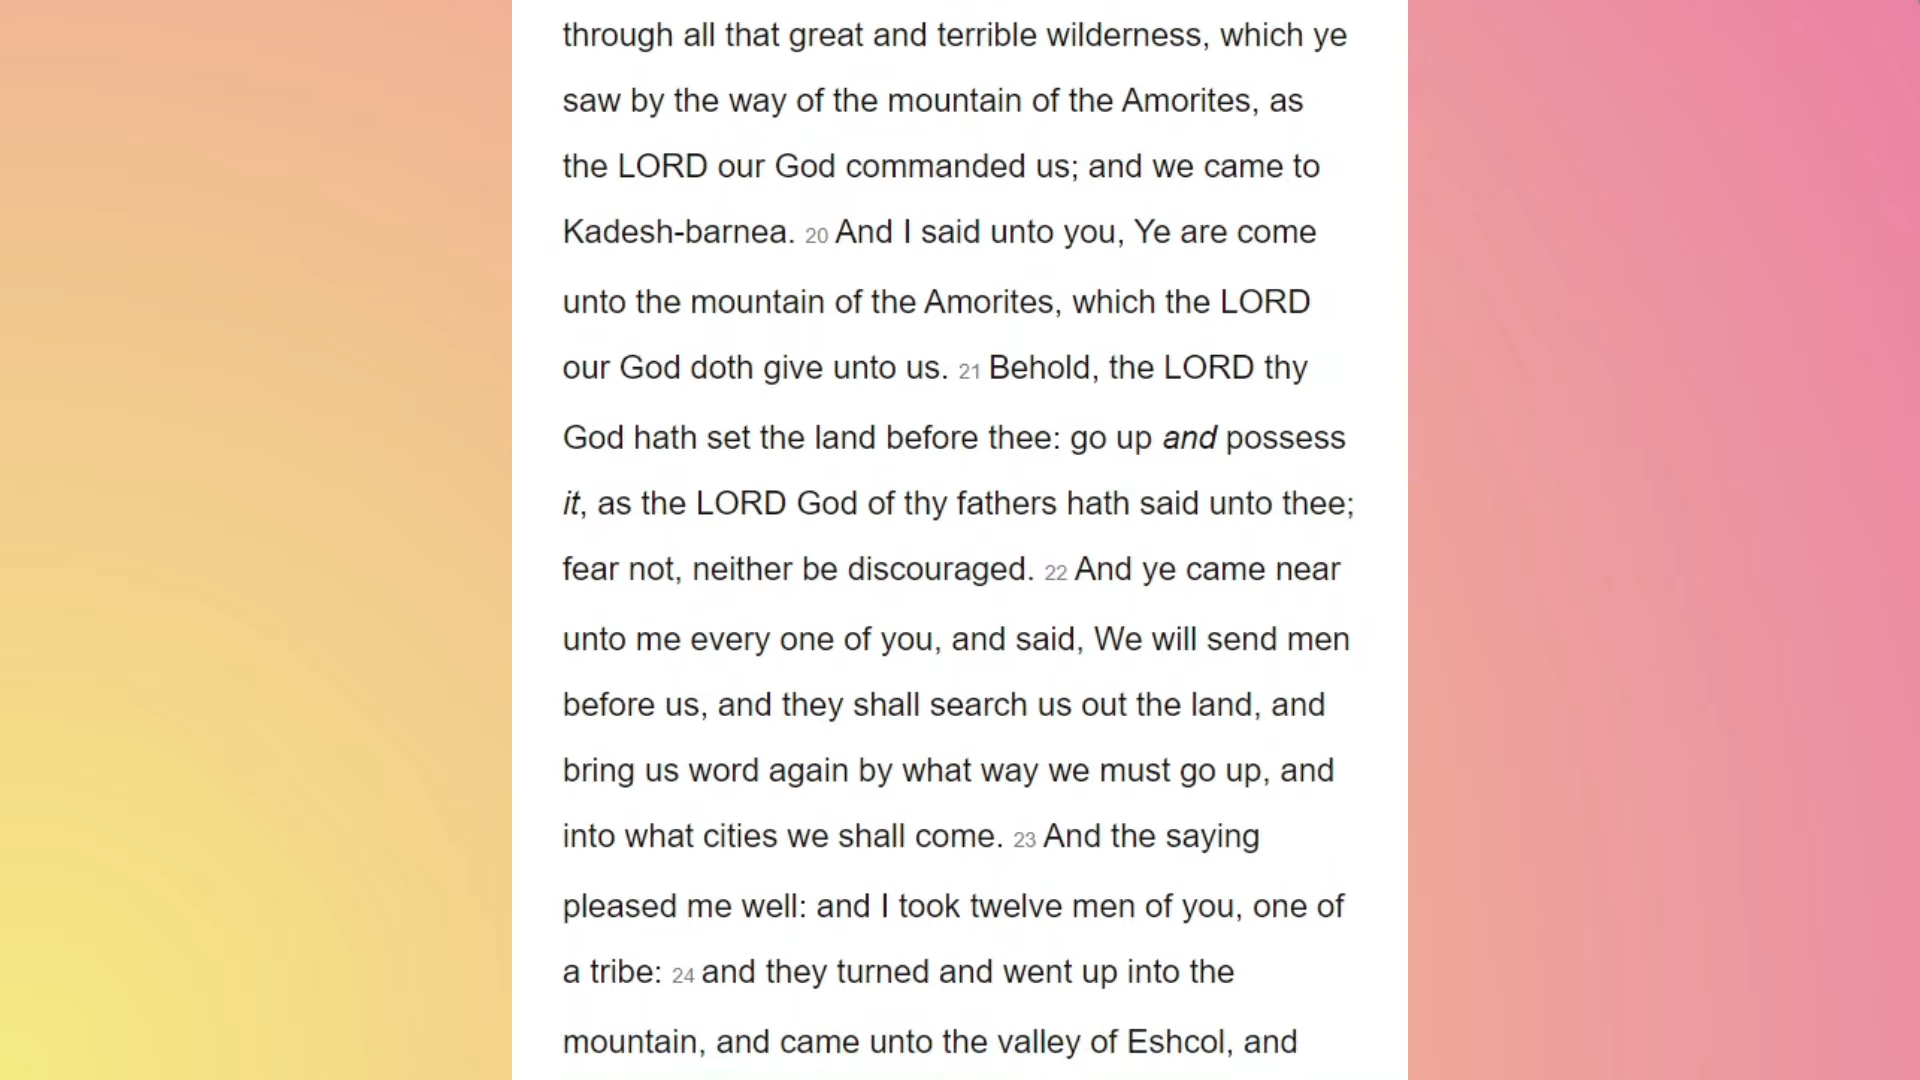 through all that great and terrible wilderness, which ye
saw by the way of the mountain of the Amorites, as
the LORD our God commanded us; and we came to
Kadesh-barnea. 20 And I said unto you, Ye are come
unto the mountain of the Amorites, which the LORD
our God doth give unto us. 21 Behold, the LORD thy
God hath set the land before thee: go up and possess
it, as the LORD God of thy fathers hath said unto thee;
fear not, neither be discouraged. 22 And ye came near
unto me every one of you, and said, We will send men
before us, and they shall search us out the land, and
bring us word again by what way we must go up, and
into what cities we shall come. 23 And the saying
pleased me well: and I took twelve men of you, one of
a tribe: 24 and they turned and went up into the
mountain, and came unto the valley of Eshcol, and